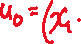 u₀ = (x₁.